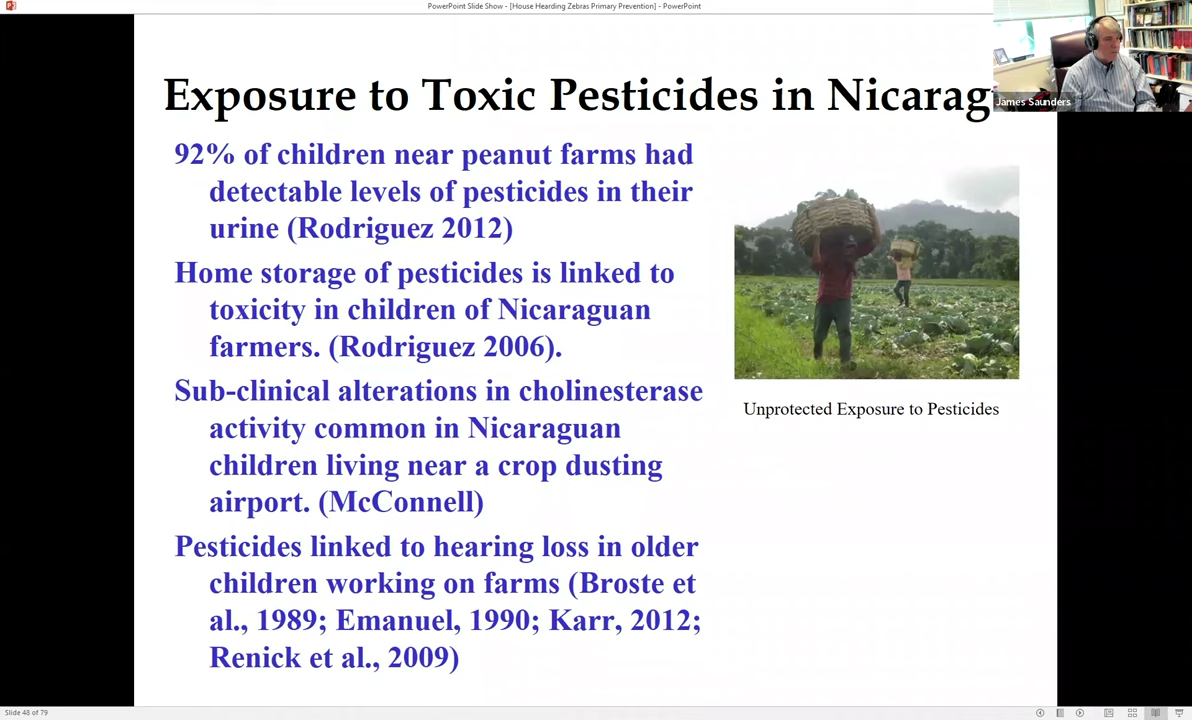 PowerPoint Slide Show - [House Hearding Zebras Primary Prevention] - PowerPoint
James Saunders
Exposure to Toxic Pesticides in Nicarag
92% of children near peanut farms had
detectable levels of pesticides in their
urine (Rodriguez 2012)
Home storage of pesticides is linked to
toxicity in children of Nicaraguan
farmers. (Rodriguez 2006).
Sub-clinical alterations in cholinesterase
activity common in Nicaraguan
children living near a crop dusting
airport. (McConnell)
Pesticides linked to hearing loss in older
children working on farms (Broste et
al., 1989; Emanuel, 1990; Karr, 2012;
Renick et al., 2009)
Unprotected Exposure to Pesticides
Slide 48 of 79